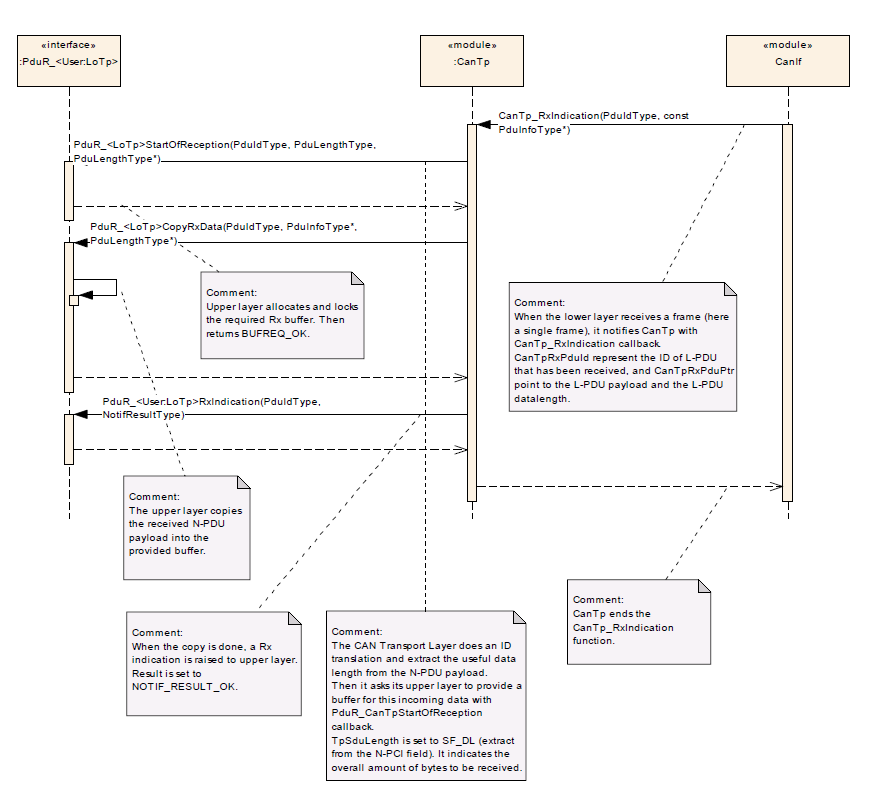 «interface»
:PduR_<User:LoTp>
«module»
:CanTp
«module»
CanIf
CanTp_RxIndication(PduIdType, const
PduInfoType*)
PduR_<LoTp>StartOfReception(PduIdType, PduLengthType,
PduLengthType*)
PduR_<LoTp>CopyRxData(PduIdType, PduInfoType*,
PduLengthType*)
Comment:
Upper layer allocates and locks
the required Rx buffer. Then
returns BUFREQ_OK.
Comment:
When the lower layer receives a frame (here
a single frame), it notifies CanTp with
CanTp_RxIndication callback.
CanTpRxPduId represent the ID of L-PDU
that has been received, and CanTpRxPduPtr
point to the L-PDU payload and the L-PDU
datalength.
PduR_<User:LoTp>RxIndication(PduIdType,
NotifResultType)
Comment:
The upper layer copies
the received N-PDU
payload into the
provided buffer.
Comment:
CanTp ends the
CanTp_RxIndication
function.
Comment:
When the copy is done, a Rx
indication is raised to upper layer.
Result is set to
NOTIF_RESULT_OK.
Comment:
The CAN Transport Layer does an ID
translation and extract the useful data
length from the N-PDU payload.
Then it asks its upper layer to provide a
buffer for this incoming data with
PduR_CanTpStartOfReception
callback.
TpSduLength is set to SF_DL (extract
from the N-PCI field). It indicates the
overall amount of bytes to be received.